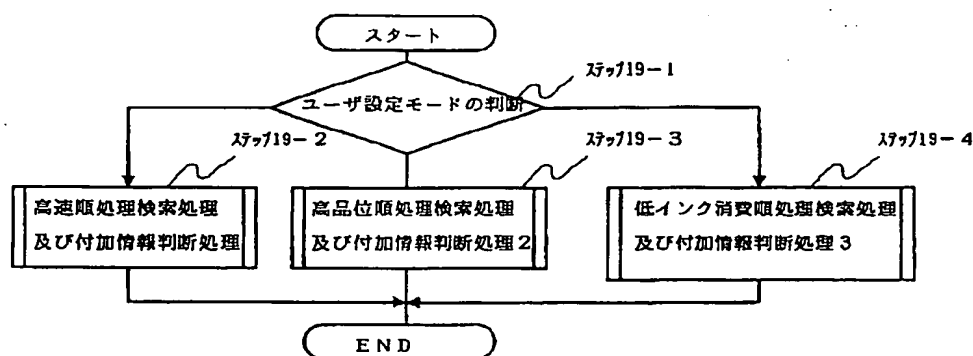 スタート
ステップ19-1
ユーザ設定モードの判断
ステップ19-2
ステップ19-3
ステップ19-4
高速順処理検索処理
及び付加情報判断処理
高品位順処理検索処理
及び付加情報判断処理2
低インク消費順処理検索処理
及び付加情報判断処理3
END